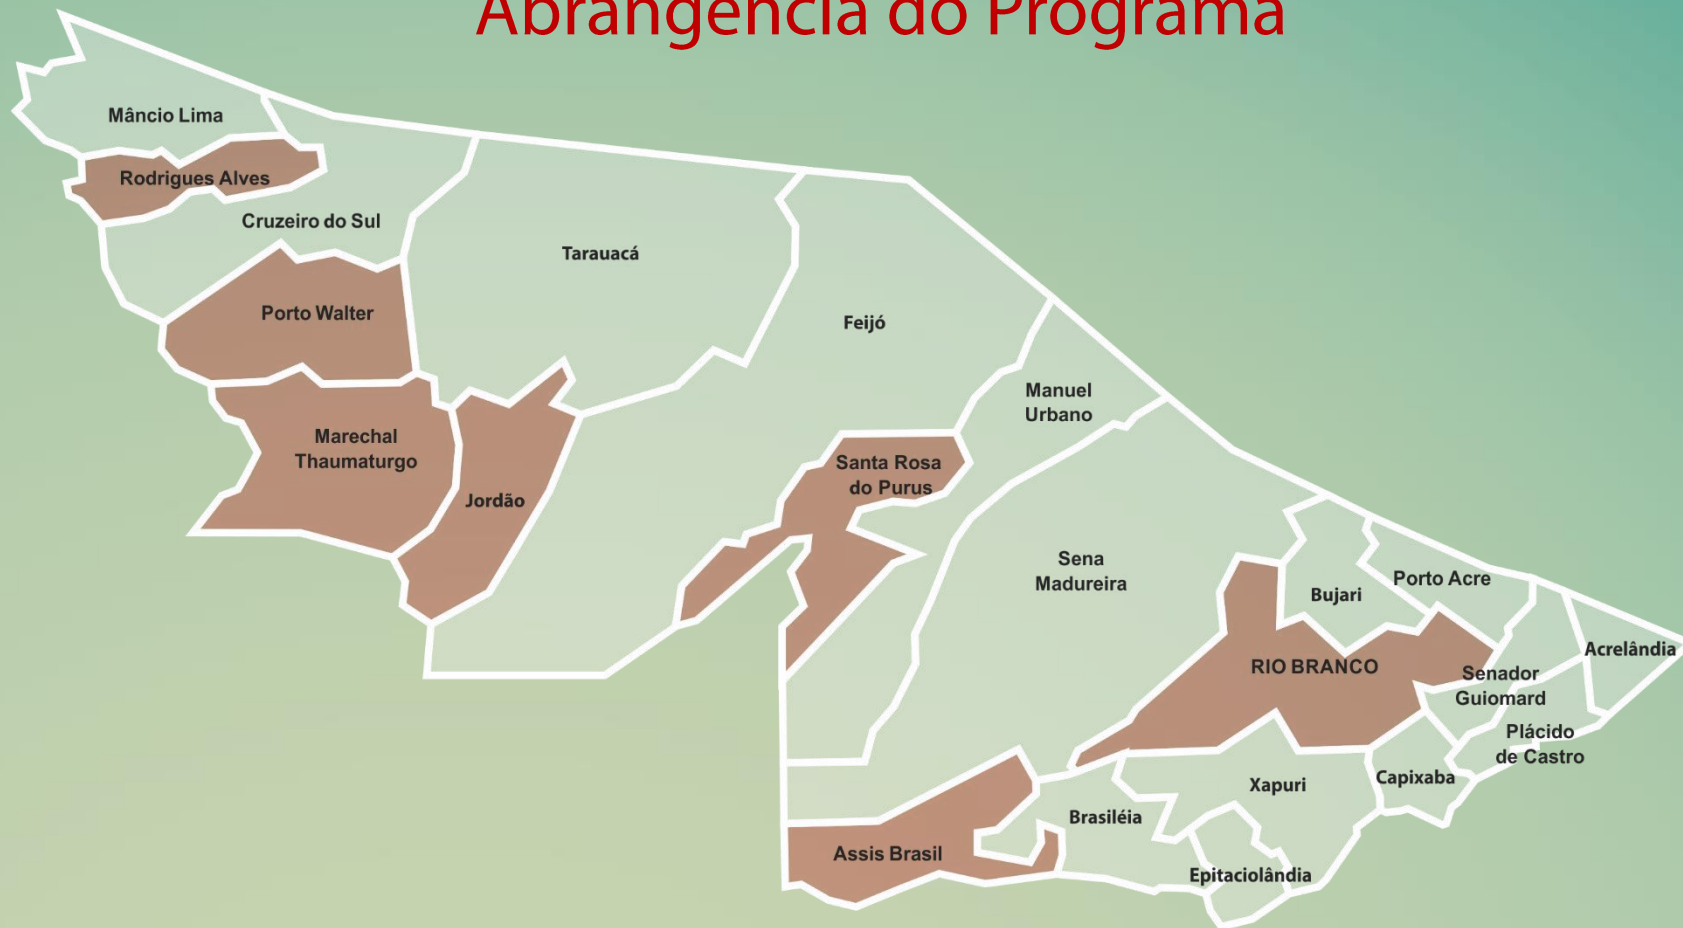 Abrangência do Programa
Mâncio Lima
Rodrigues Alves
Cruzeiro do Sul
Tarauacá
Porto Walter
Feijó
Manuel
Urbano
Marechal
Thaumaturgo
Jordão
Santa Rosa
do Purus
Sena
Madureira
Bujari
Porto Acre
RIO BRANCO
Acrelândia
Senador
Guiomard
Plácido
de Castro
Capixaba
Xapuri
Brasiléia
Assis Brasil
Epitaciolândia